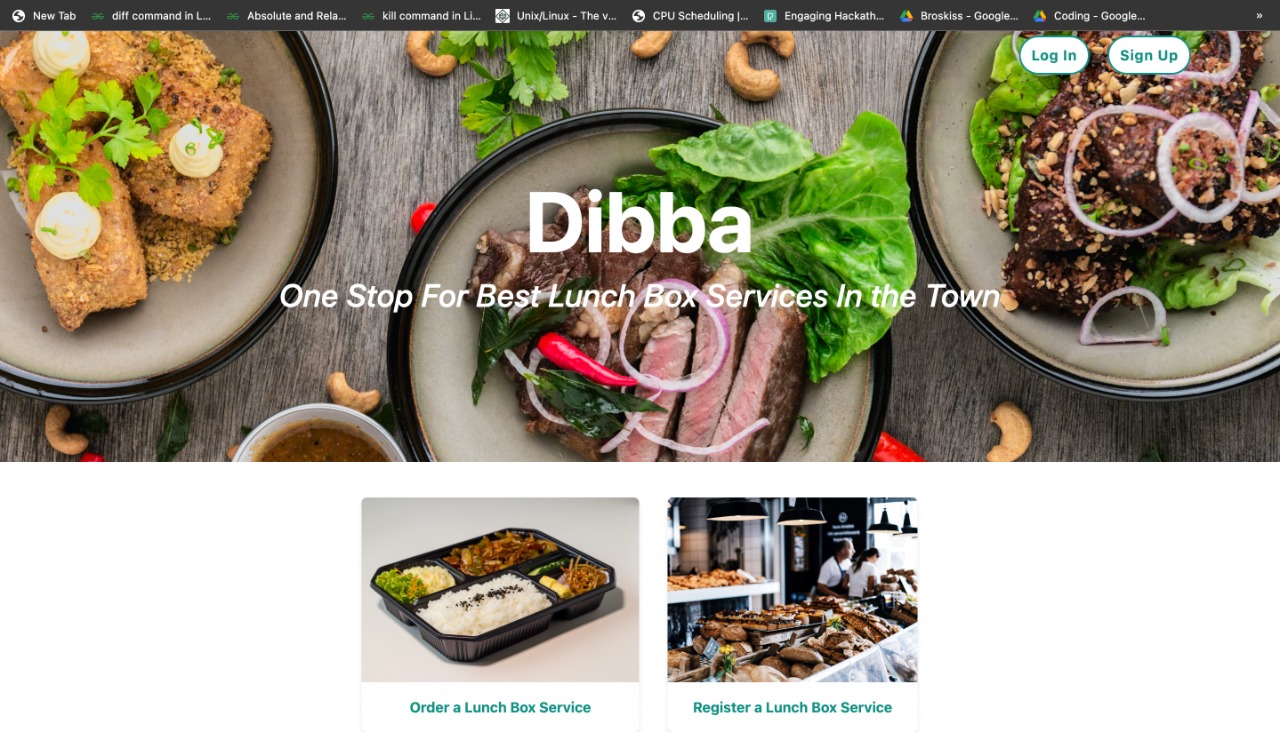 New Tab
diff command in L...
Absolute and Rela...
kill command in Li...
Unix/Linux - The v...
CPU Scheduling |...
Engaging Hackath...
Broskiss - Google...
Coding - Google...
»
Log In
Sign Up
Dibba
One Stop For Best Lunch Box Services In the Town
Order a Lunch Box Service
Register a Lunch Box Service